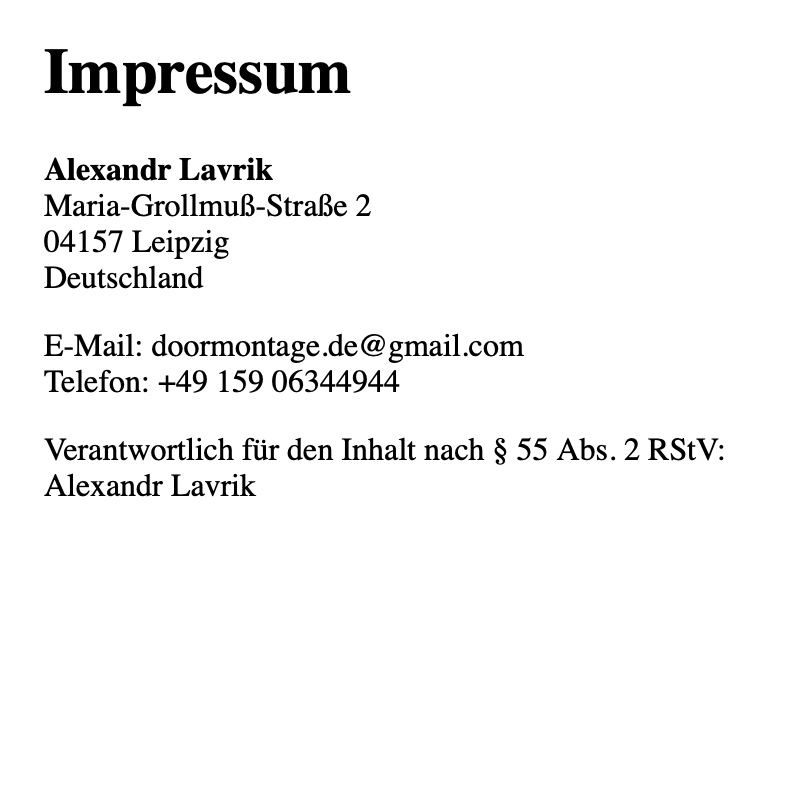 Impressum
Alexandr Lavrik
Maria-Grollmuß-Straße 2
04157 Leipzig
Deutschland
E-Mail: doormontage.de@gmail.com
Telefon: +49 159 06344944
Verantwortlich für den Inhalt nach § 55 Abs. 2 RStV:
Alexandr Lavrik